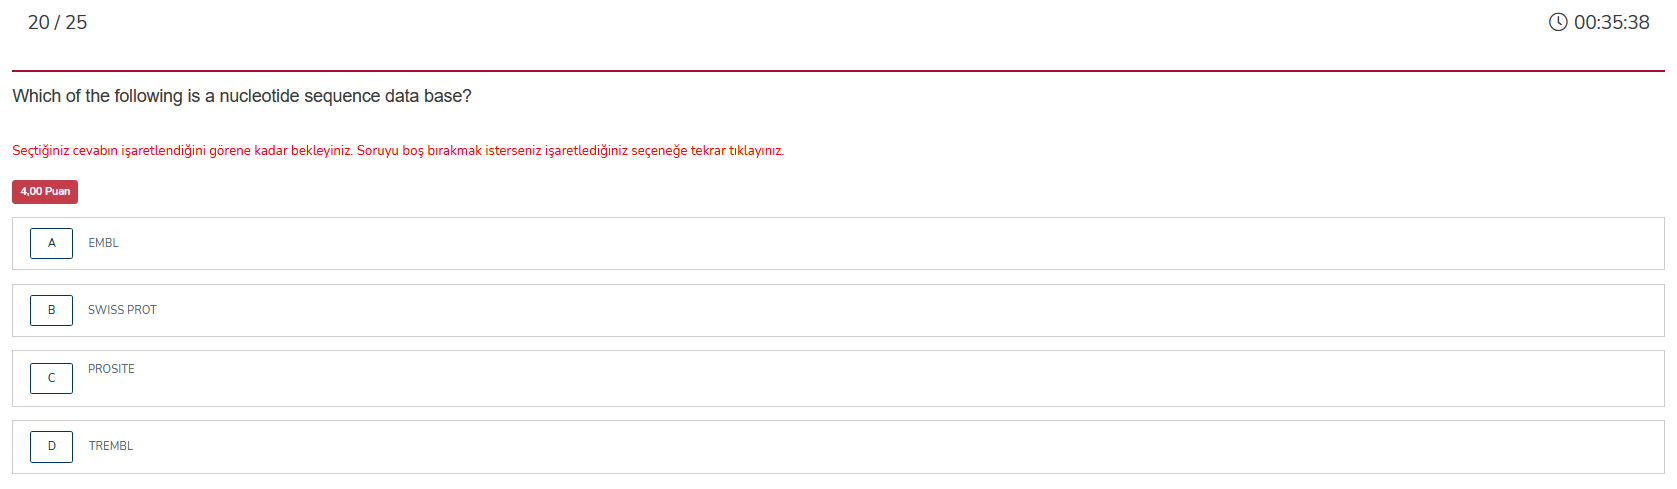 20 / 25
00:35:38
Which of the following is a nucleotide sequence data base?
Seçtiğiniz cevabın işaretlendiğini görene kadar bekleyiniz. Soruyu boş bırakmak isterseniz işaretlediğiniz seçeneğe tekrar tıklayınız.
4,00 Puan
A EMBL
B SWISS PROT
C PROSITE
D TREMBL